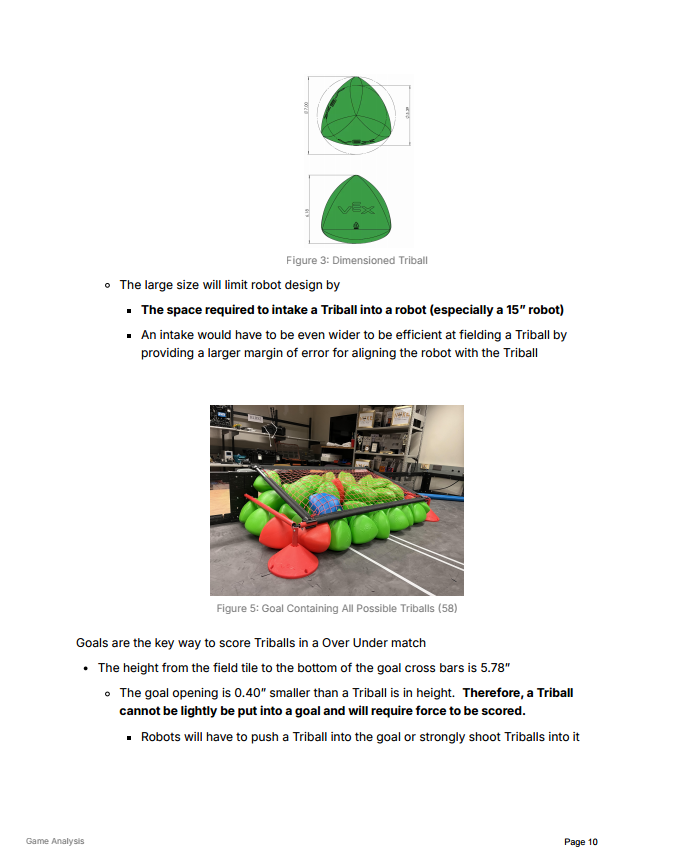 VEX
Figure 3: Dimensioned Triball
The large size will limit robot design by
The space required to intake a Triball into a robot (especially a 15” robot)
An intake would have to be even wider to be efficient at fielding a Triball by
providing a larger margin of error for aligning the robot with the Triball
Figure 5: Goal Containing All Possible Triballs (58)
Goals are the key way to score Triballs in a Over Under match
The height from the field tile to the bottom of the goal cross bars is 5.78”
The goal opening is 0.40” smaller than a Triball is in height. Therefore, a Triball
cannot be lightly be put into a goal and will require force to be scored.
Robots will have to push a Triball into the goal or strongly shoot Triballs into it
Game Analysis
Page 10